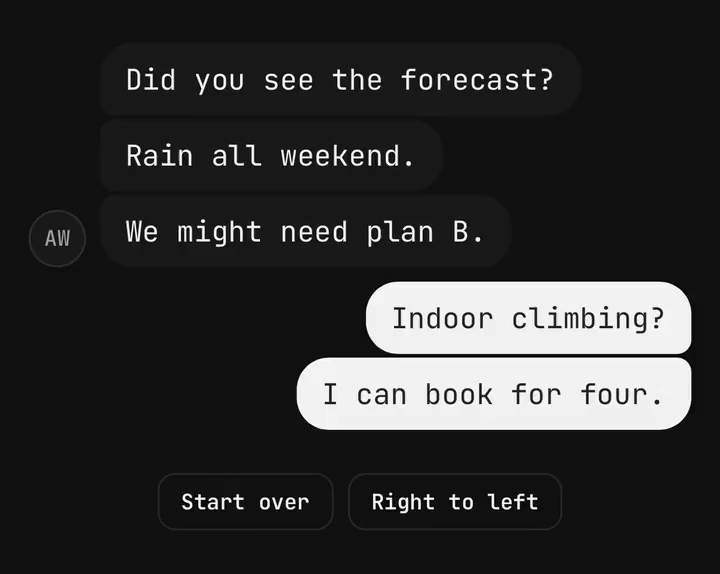 Did you see the forecast?
Rain all weekend.
We might need plan B.
AW
Indoor climbing?
I can book for four.
Start over
Right to left